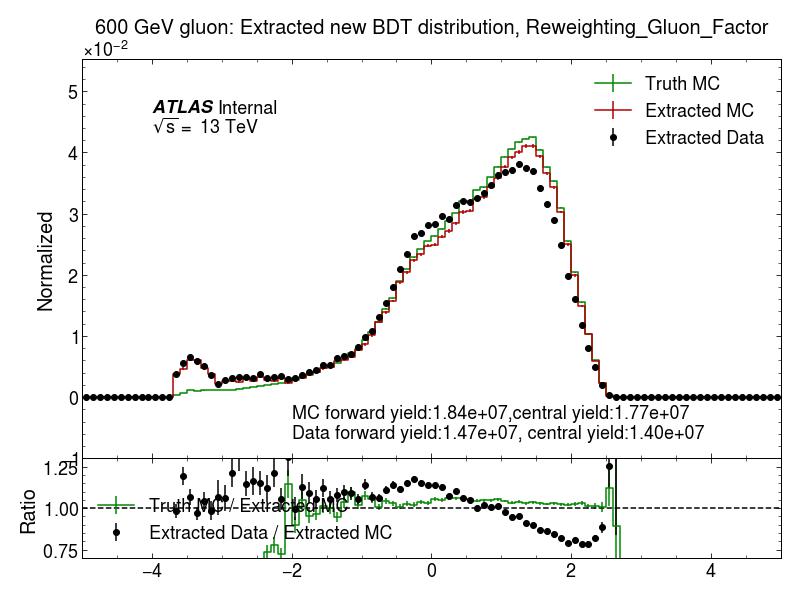 600 GeV gluon: Extracted new BDT distribution, Reweighting_Gluon_Factor
×10⁻²
ATLAS Internal
√s = 13 TeV
Truth MC
Extracted MC
Extracted Data
Normalized
5
4
3
2
1
0
MC forward yield:1.84e+07,central yield:1.77e+07
Data forward yield:1.47e+07, central yield:1.40e+07
1
1.25
1.00
0.75
Ratio
Truth MC / Extracted MC
Extracted Data / Extracted MC
−4
−2
0
2
4